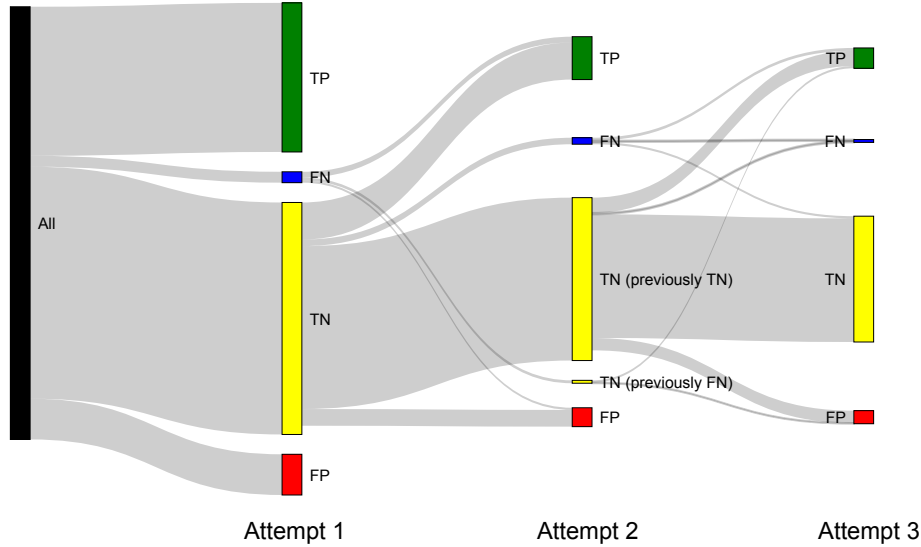 All
TP
FN
TN
FP
TP
FN
TN (previously TN)
TN (previously FN)
FP
TP
FN
TN
FP
Attempt 1
Attempt 2
Attempt 3